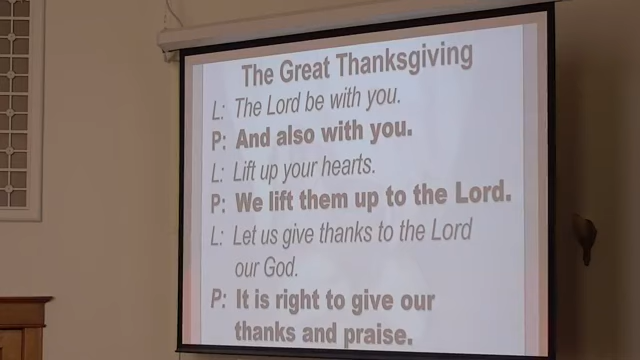 The Great Thanksgiving
L: The Lord be with you.
P: And also with you.
L: Lift up your hearts.
P: We lift them up to the Lord.
L: Let us give thanks to the Lord
our God.
P: It is right to give our
thanks and praise.